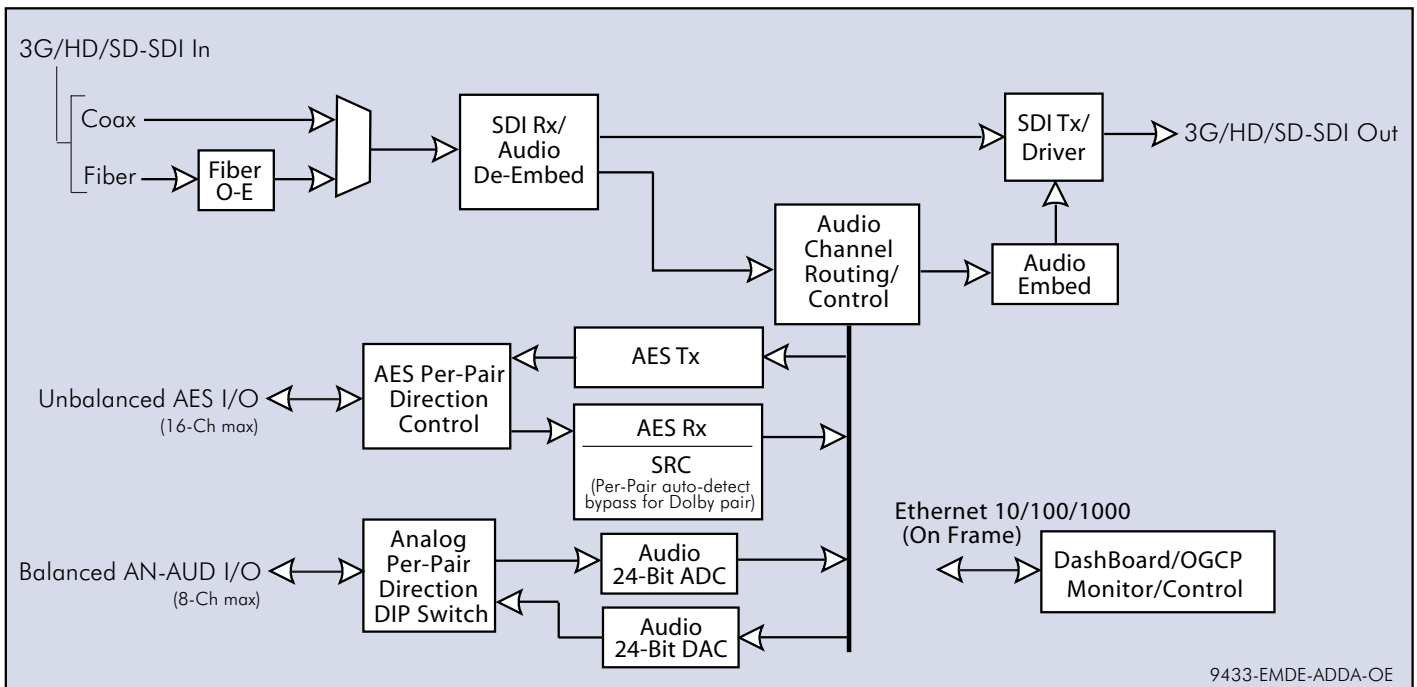 3G/HD/SD-SDI In
Coax
Fiber
Fiber
O-E
SDI Rx/
Audio
De-Embed
SDI Tx/
Driver
3G/HD/SD-SDI Out
Audio
Channel
Routing/
Control
Audio
Embed
AES Tx
Unbalanced AES I/O
(16-Ch max)
AES Per-Pair
Direction
Control
AES Rx
SRC
(Per-Pair auto-detect
bypass for Dolby pair)
Balanced AN-AUD I/O
(8-Ch max)
Analog
Per-Pair
Direction
DIP Switch
Audio
24-Bit ADC
Audio
24-Bit DAC
Ethernet 10/100/1000
(On Frame)
DashBoard/OGCP
Monitor/Control
9433-EMDE-ADDA-OE